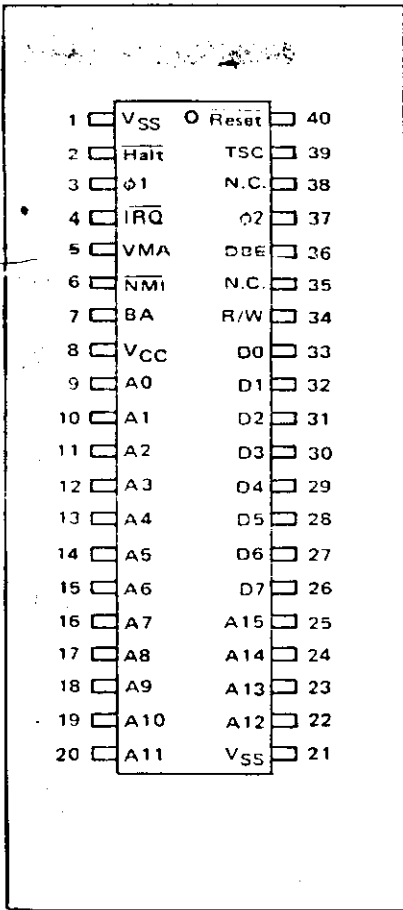 1 VSS O Reset 40
2 Halt TSC 39
3 ϕ1 N.C. 38
4 IRQ ϕ2 37
5 VMA DBE 36
6 NMI N.C. 35
7 BA R/W 34
8 VCC D0 33
9 A0 D1 32
10 A1 D2 31
11 A2 D3 30
12 A3 D4 29
13 A4 D5 28
14 A5 D6 27
15 A6 D7 26
16 A7 A15 25
17 A8 A14 24
18 A9 A13 23
19 A10 A12 22
20 A11 VSS 21